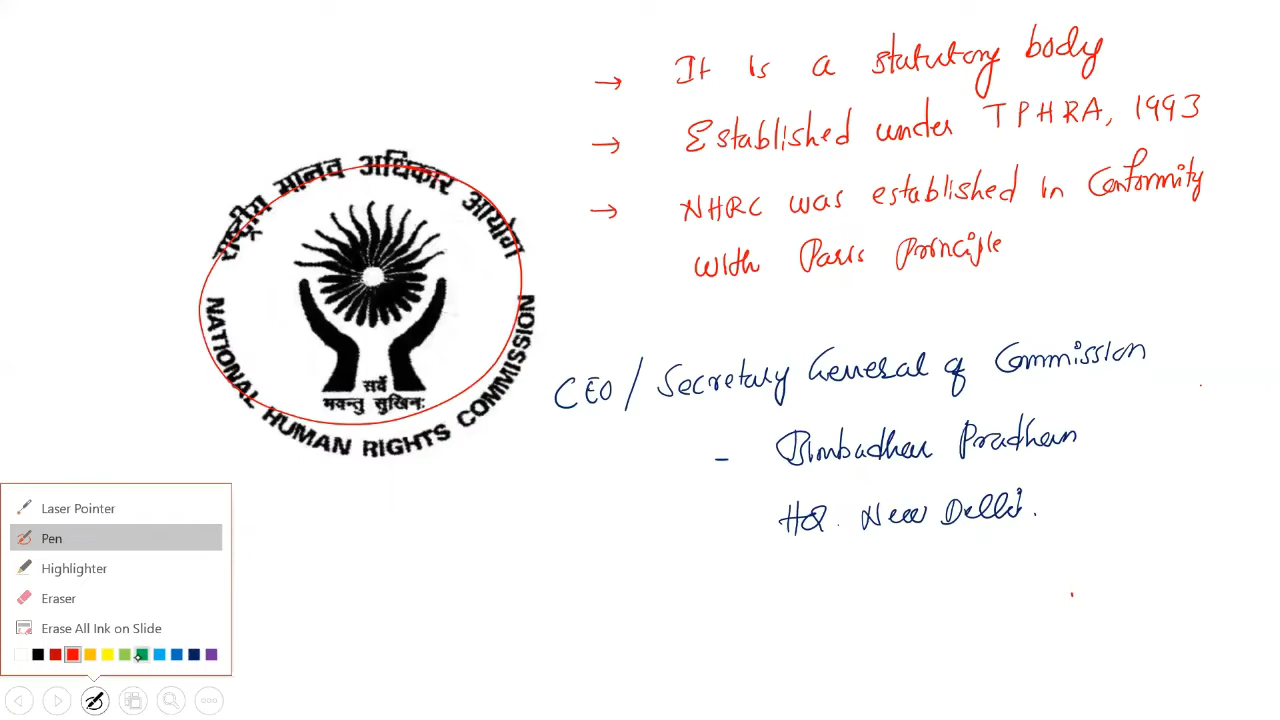 → It is a statutory body
→ Established under TPHRA, 1993
→ NHRC was established in Conformity
with Paris Principle
राष्ट्रीय मानव अधिकार आयोग
सर्वे
भवन्तु सुखिनः
NATIONAL HUMAN RIGHTS COMMISSION
CEO / Secretary General of Commission
- Bimbadhar Pradhan
HQ. New Delhi.
Laser Pointer
Pen
Highlighter
Eraser
Erase All Ink on Slide